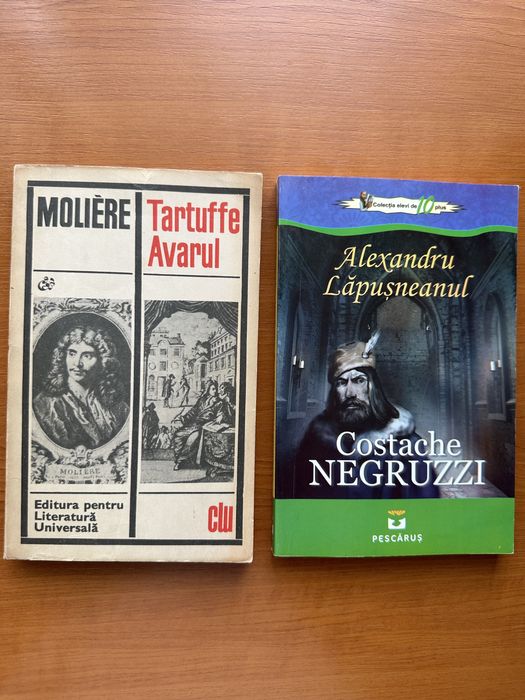 MOLIÈRE
Tartuffe
Avarul
MOLIÈRE
Editura pentru
Literatură
Universală
clu
Colecția elevi de 10 plus
Alexandru
Lăpușneanul
Costache
NEGRUZZI
PESCĂRUȘ